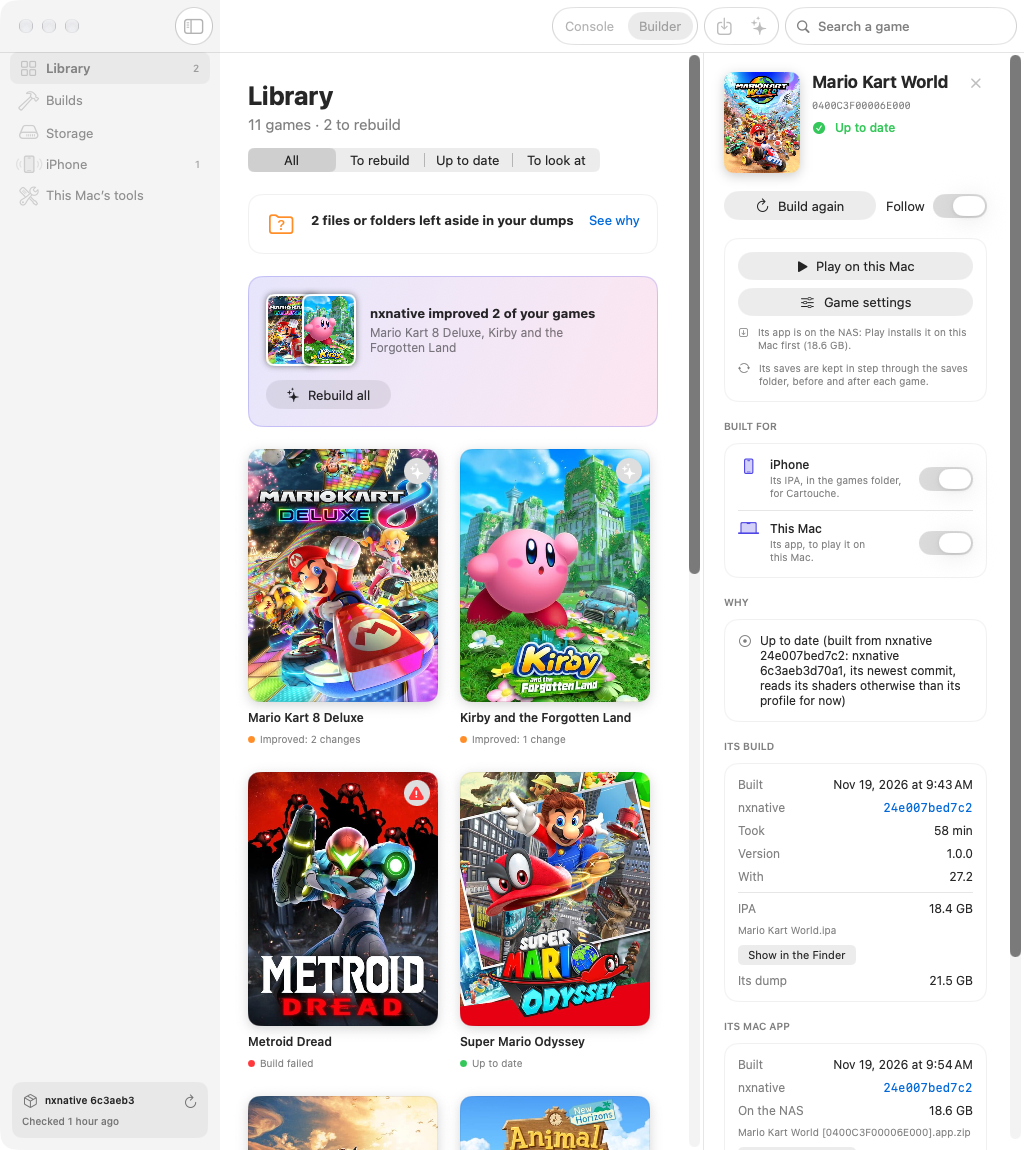 Console
Builder
Search a game
Library
2
Builds
Storage
iPhone
1
This Mac's tools
nxnative 6c3aeb3
Checked 1 hour ago
Library
11 games · 2 to rebuild
All
To rebuild
Up to date
To look at
?
2 files or folders left aside in your dumps
See why
nxnative improved 2 of your games
Mario Kart 8 Deluxe, Kirby and the
Forgotten Land
Rebuild all
MARIOKART 8
DELUXE
Kirby
and the
Forgotten Land
Mario Kart 8 Deluxe
Improved: 2 changes
Kirby and the Forgotten Land
Improved: 1 change
METROID
DREAD
SUPER
MARIO
ODYSSEY
Metroid Dread
Build failed
Super Mario Odyssey
Up to date
New
Horizons
Animal
MARIOKART
WORLD
Mario Kart World
0400C3F00006E000
Up to date
Build again
Follow
Play on this Mac
Game settings
Its app is on the NAS: Play installs it on this
Mac first (18.6 GB).
Its saves are kept in step through the saves
folder, before and after each game.
BUILT FOR
iPhone
Its IPA, in the games folder,
for Cartouche.
This Mac
Its app, to play it on
this Mac.
WHY
Up to date (built from nxnative
24e007bed7c2: nxnative
6c3aeb3d70a1, its newest commit,
reads its shaders otherwise than its
profile for now)
ITS BUILD
Built
Nov 19, 2026 at 9:43 AM
nxnative
24e007bed7c2
Took
58 min
Version
1.0.0
With
27.2
IPA
18.4 GB
Mario Kart World.ipa
Show in the Finder
Its dump
21.5 GB
ITS MAC APP
Built
Nov 19, 2026 at 9:54 AM
nxnative
24e007bed7c2
On the NAS
18.6 GB
Mario Kart World [0400C3F00006E000].app.zip